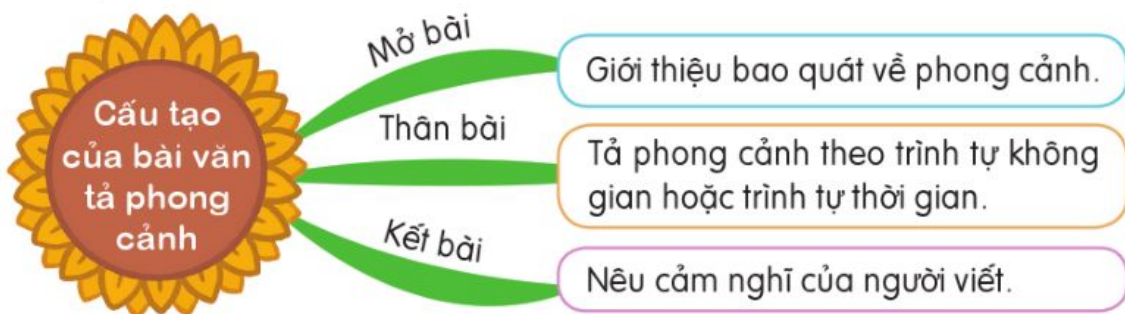 Cấu tạo
của bài văn
tả phong
cảnh
Mở bài
Giới thiệu bao quát về phong cảnh.
Thân bài
Tả phong cảnh theo trình tự không
gian hoặc trình tự thời gian.
Kết bài
Nêu cảm nghĩ của người viết.